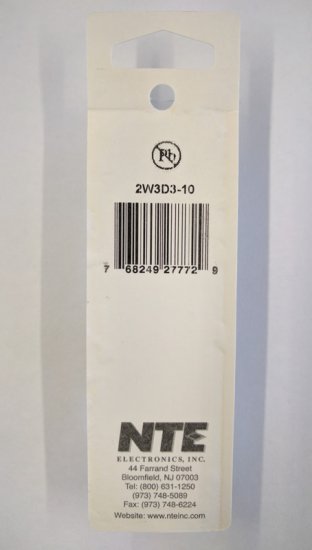 Pb
2W3D3-10
7 68249 27772 9
NTE
ELECTRONICS, INC.
44 Farrand Street
Bloomfield, NJ 07003
Tel: (800) 631-1250
(973) 748-5089
Fax: (973) 748-6224
Website: www.nteinc.com